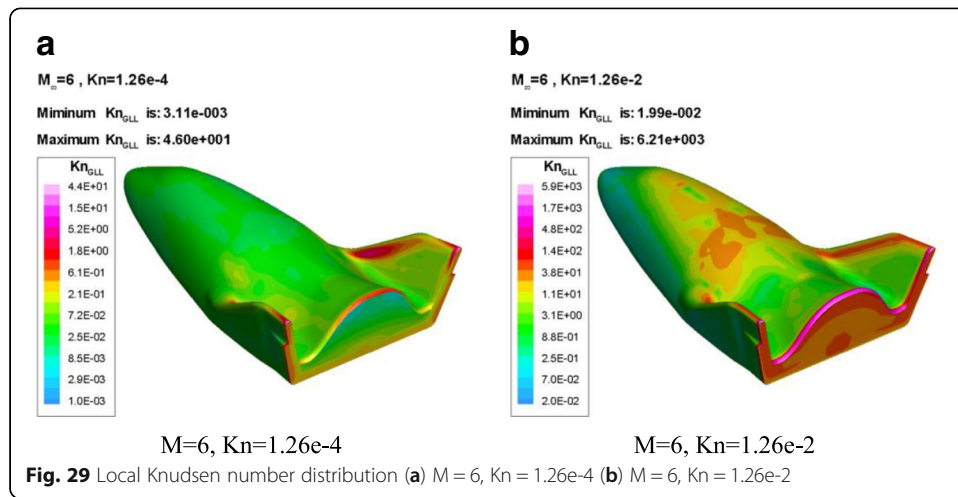 a
M∞=6 , Kn=1.26e-4
Miminum Kn_GLL is: 3.11e-003
Maximum Kn_GLL is: 4.60e+001
Kn_GLL
4.4E+01
1.5E+01
5.2E+00
1.8E+00
6.1E-01
2.1E-01
7.2E-02
2.5E-02
8.5E-03
2.9E-03
1.0E-03
M=6, Kn=1.26e-4
b
M∞=6 , Kn=1.26e-2
Miminum Kn_GLL is: 1.99e-002
Maximum Kn_GLL is: 6.21e+003
Kn_GLL
5.9E+03
1.7E+03
4.8E+02
1.4E+02
3.8E+01
1.1E+01
3.1E+00
8.8E-01
2.5E-01
7.0E-02
2.0E-02
M=6, Kn=1.26e-2
Fig. 29 Local Knudsen number distribution (a) M = 6, Kn = 1.26e-4 (b) M = 6, Kn = 1.26e-2